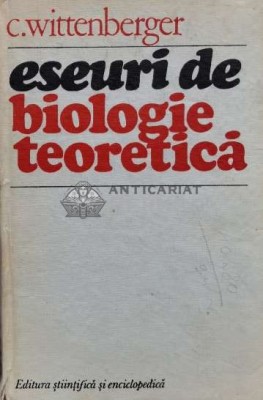 c.wittenberger
eseuri de
biologie
teoretică
ANTICARIAT
Editura științifică și enciclopedică